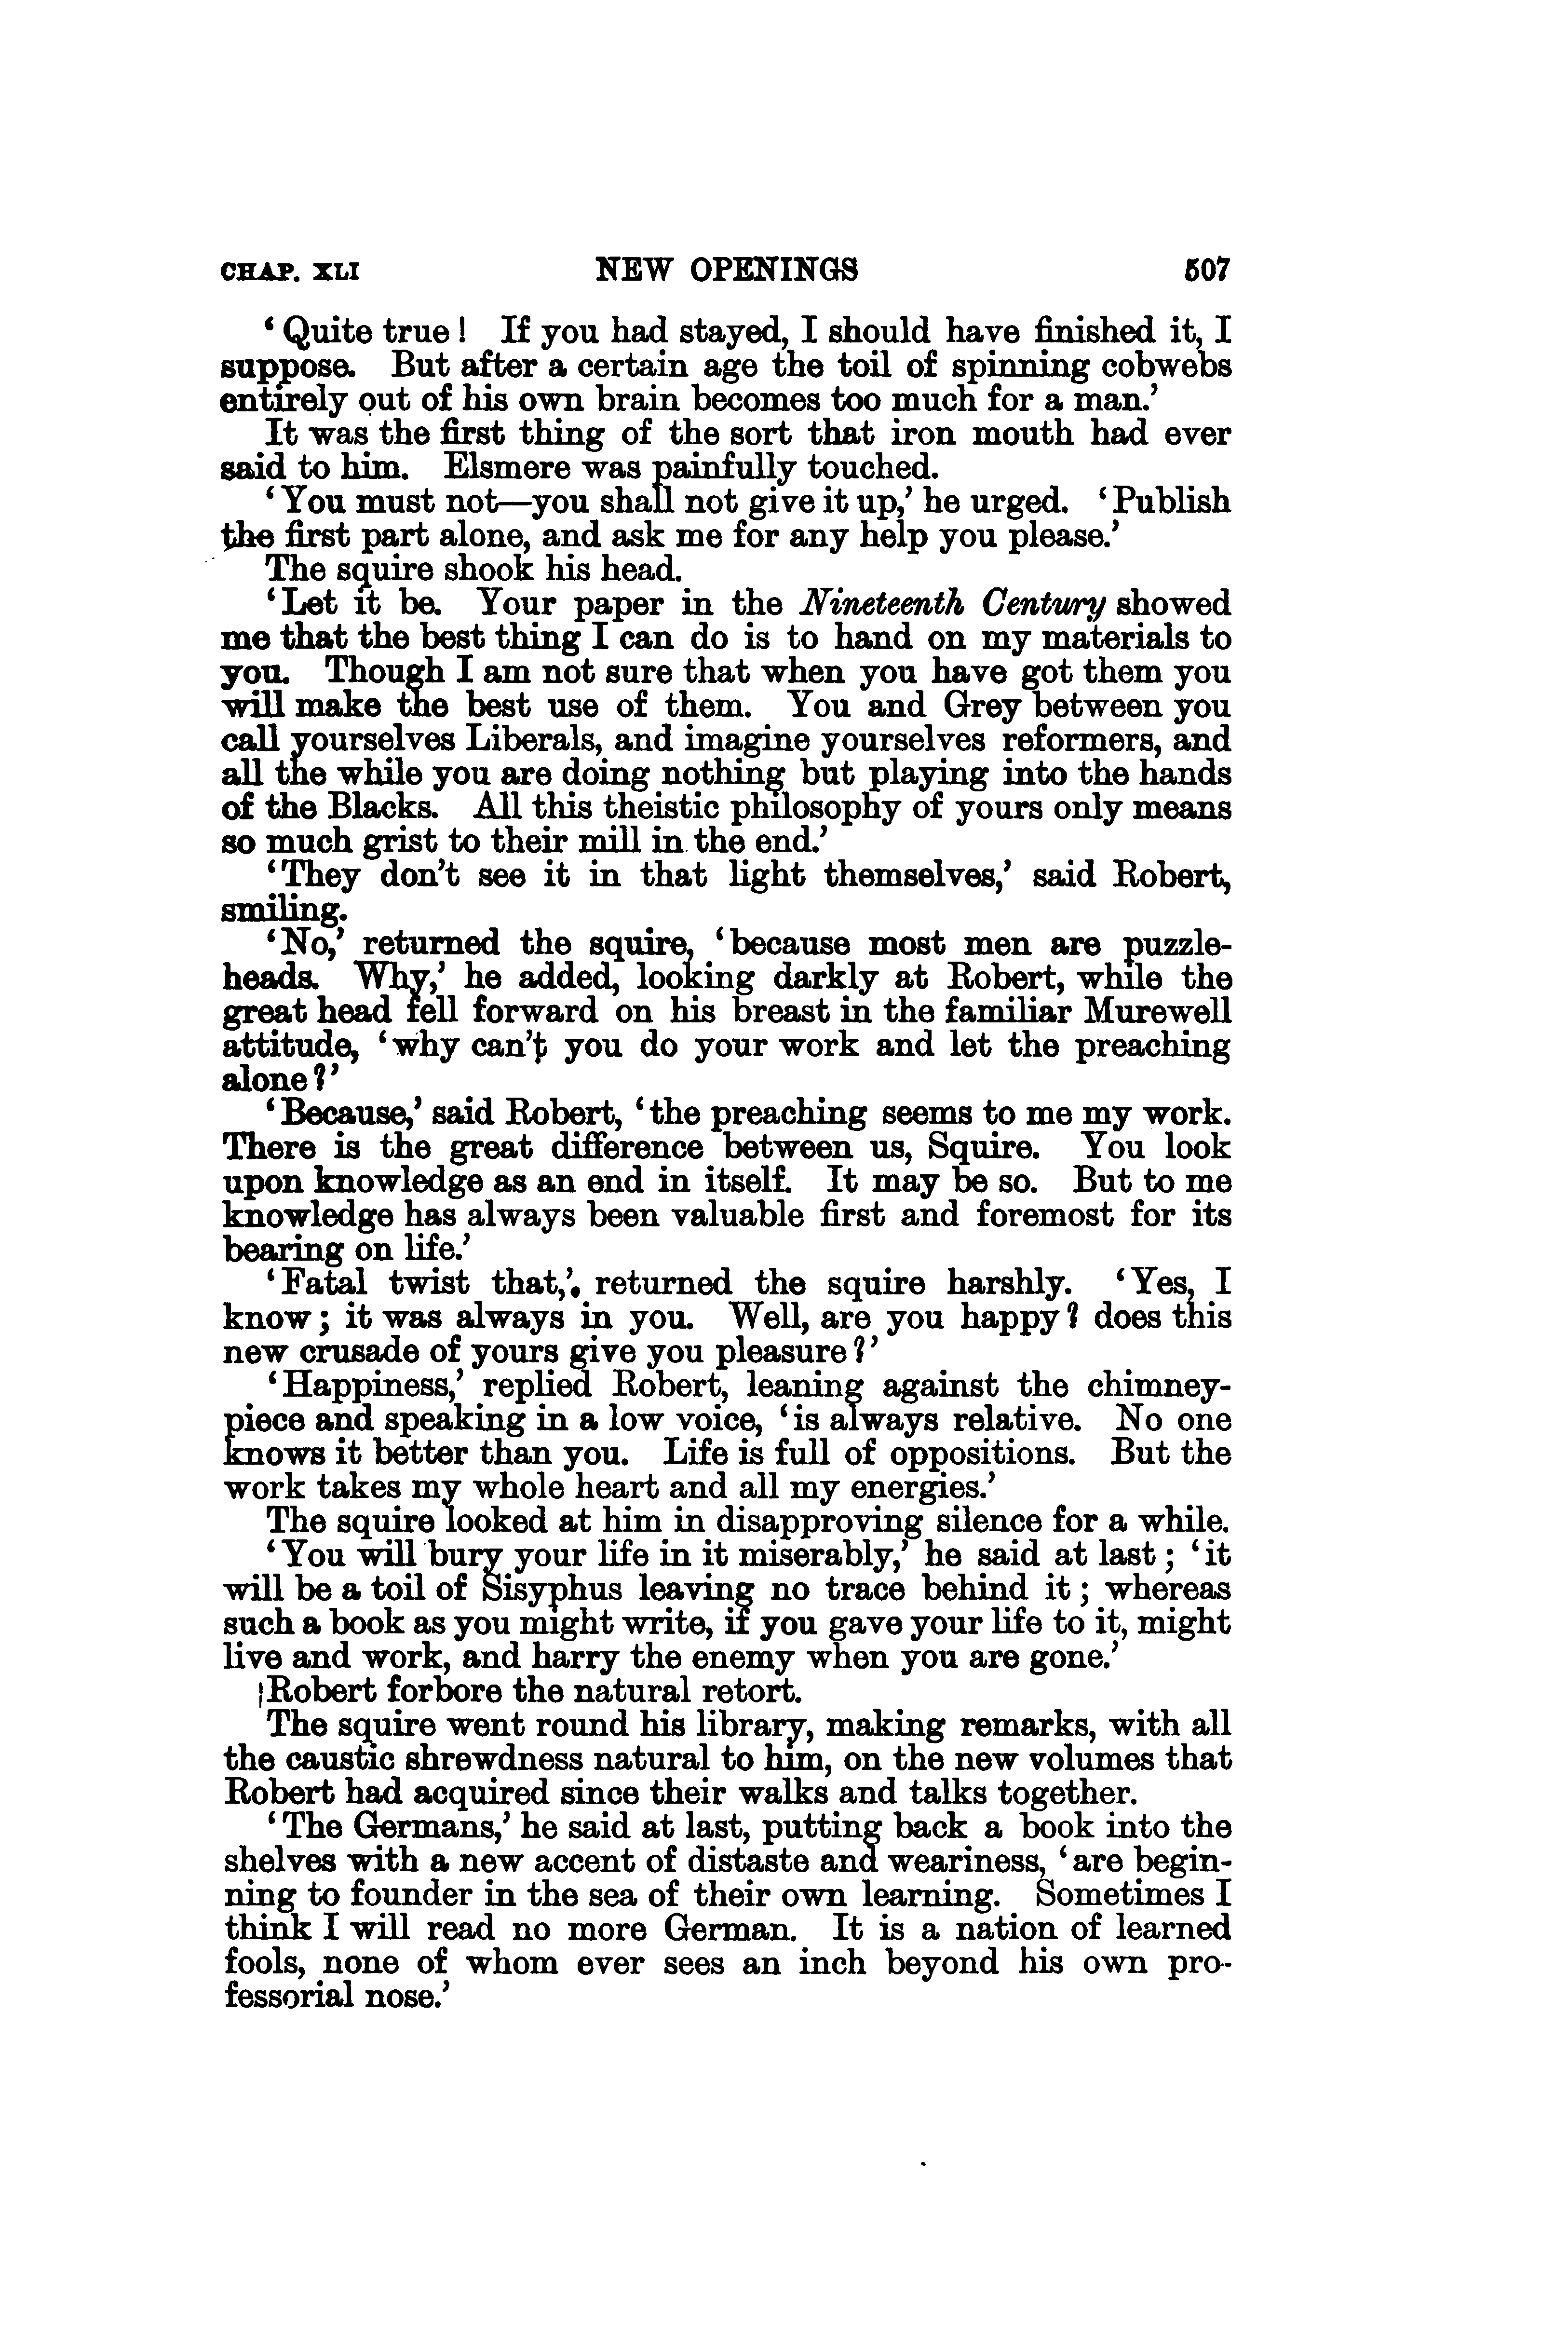 CHAP. XLI NEW OPENINGS 507
‘Quite true! If you had stayed, I should have finished it, I
suppose. But after a certain age the toil of spinning cobwebs
entirely out of his own brain becomes too much for a man.’
It was the first thing of the sort that iron mouth had ever
said to him. Elsmere was painfully touched.
‘You must not—you shall not give it up,’ he urged. ‘Publish
the first part alone, and ask me for any help you please.’
The squire shook his head.
‘Let it be. Your paper in the Nineteenth Century showed
me that the best thing I can do is to hand on my materials to
you. Though I am not sure that when you have got them you
will make the best use of them. You and Grey between you
call yourselves Liberals, and imagine yourselves reformers, and
all the while you are doing nothing but playing into the hands
of the Blacks. All this theistic philosophy of yours only means
so much grist to their mill in the end.’
‘They don’t see it in that light themselves,’ said Robert,
smiling.
‘No,’ returned the squire, ‘because most men are puzzle-
heads. Why,’ he added, looking darkly at Robert, while the
great head fell forward on his breast in the familiar Murewell
attitude, ‘why can’t you do your work and let the preaching
alone?’
‘Because,’ said Robert, ‘the preaching seems to me my work.
There is the great difference between us, Squire. You look
upon knowledge as an end in itself. It may be so. But to me
knowledge has always been valuable first and foremost for its
bearing on life.’
‘Fatal twist that,’ returned the squire harshly. ‘Yes, I
know; it was always in you. Well, are you happy? does this
new crusade of yours give you pleasure?’
‘Happiness,’ replied Robert, leaning against the chimney-
piece and speaking in a low voice, ‘is always relative. No one
knows it better than you. Life is full of oppositions. But the
work takes my whole heart and all my energies.’
The squire looked at him in disapproving silence for a while.
‘You will bury your life in it miserably,’ he said at last; ‘it
will be a toil of Sisyphus leaving no trace behind it; whereas
such a book as you might write, if you gave your life to it, might
live and work, and harry the enemy when you are gone.’
Robert forbore the natural retort.
The squire went round his library, making remarks, with all
the caustic shrewdness natural to him, on the new volumes that
Robert had acquired since their walks and talks together.
‘The Germans,’ he said at last, putting back a book into the
shelves with a new accent of distaste and weariness, ‘are begin-
ning to founder in the sea of their own learning. Sometimes I
think I will read no more German. It is a nation of learned
fools, none of whom ever sees an inch beyond his own pro-
fessorial nose.’